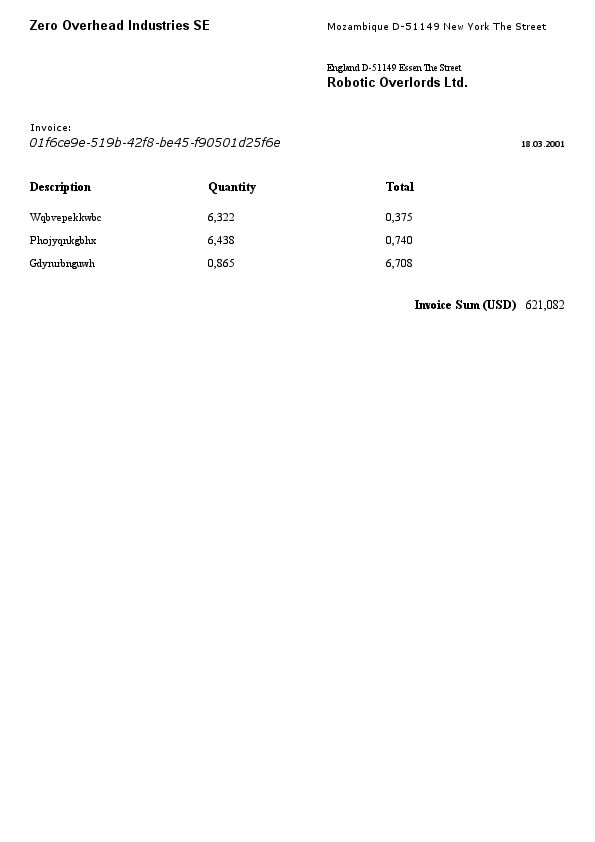 Zero Overhead Industries SE
Mozambique D-51149 New York The Street
England D-51149 Essen The Street
Robotic Overlords Ltd.
Invoice:
01f6ce9e-519b-42f8-be45-f90501d25f6e
18.03.2001
Description Quantity Total
Wqbvepekkwbc 6,322 0,375
Phojyqnkgbhx 6,438 0,740
Gdynurbnguwh 0,865 6,708
Invoice Sum (USD) 621,082